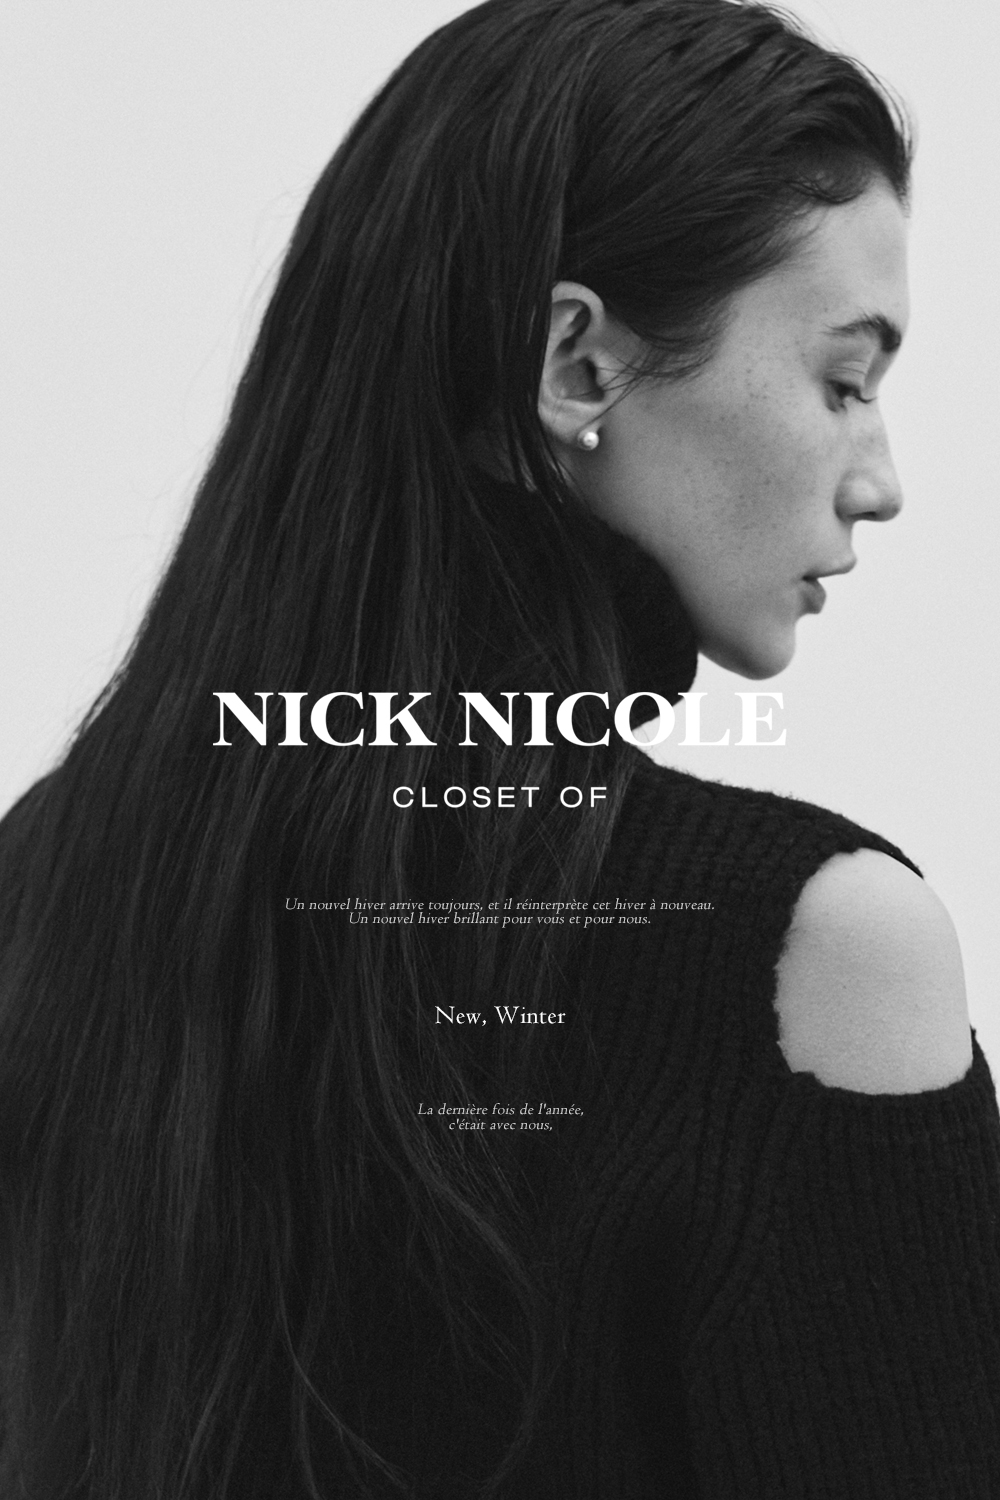 NICK NICOLE
CLOSET OF
Un nouvel hiver arrive toujours, et il réinterprète cet hiver à nouveau.
Un nouvel hiver brillant pour vous et pour nous.
New, Winter
La dernière fois de l'année,
c'était avec nous,